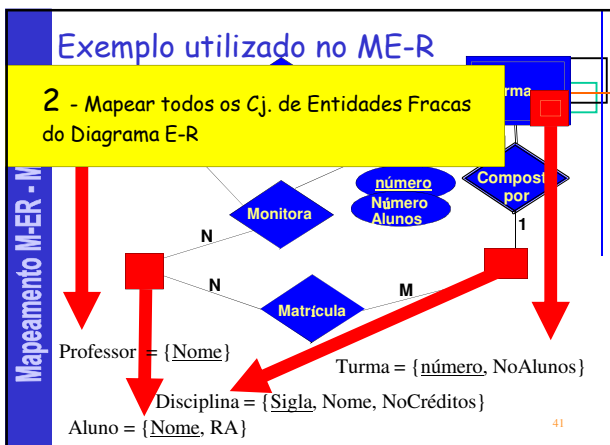 Exemplo utilizado no ME-R
2 - Mapear todos os Cj. de Entidades Fracas
do Diagrama E-R
Mapeamento M-ER - M
número
Número
Alunos
Compost
por
Monitora
N
1
N
M
Matrícula
Professor = {Nome}
Turma = {número, NoAlunos}
Disciplina = {Sigla, Nome, NoCréditos}
Aluno = {Nome, RA}
41